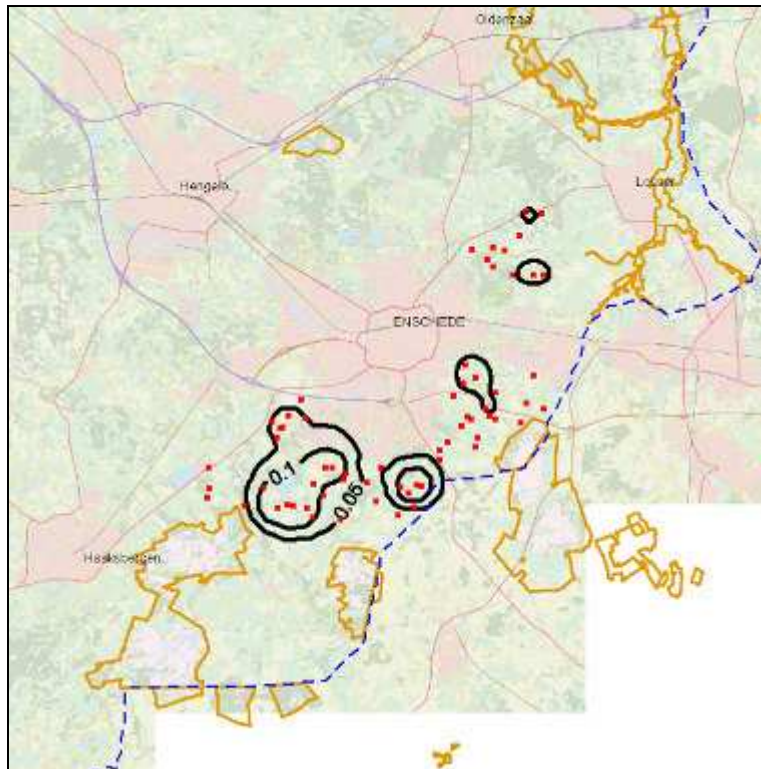 Oldenzaal
Hengelo
Losser
ENSCHEDE
0.1
0.05
Haaksbergen